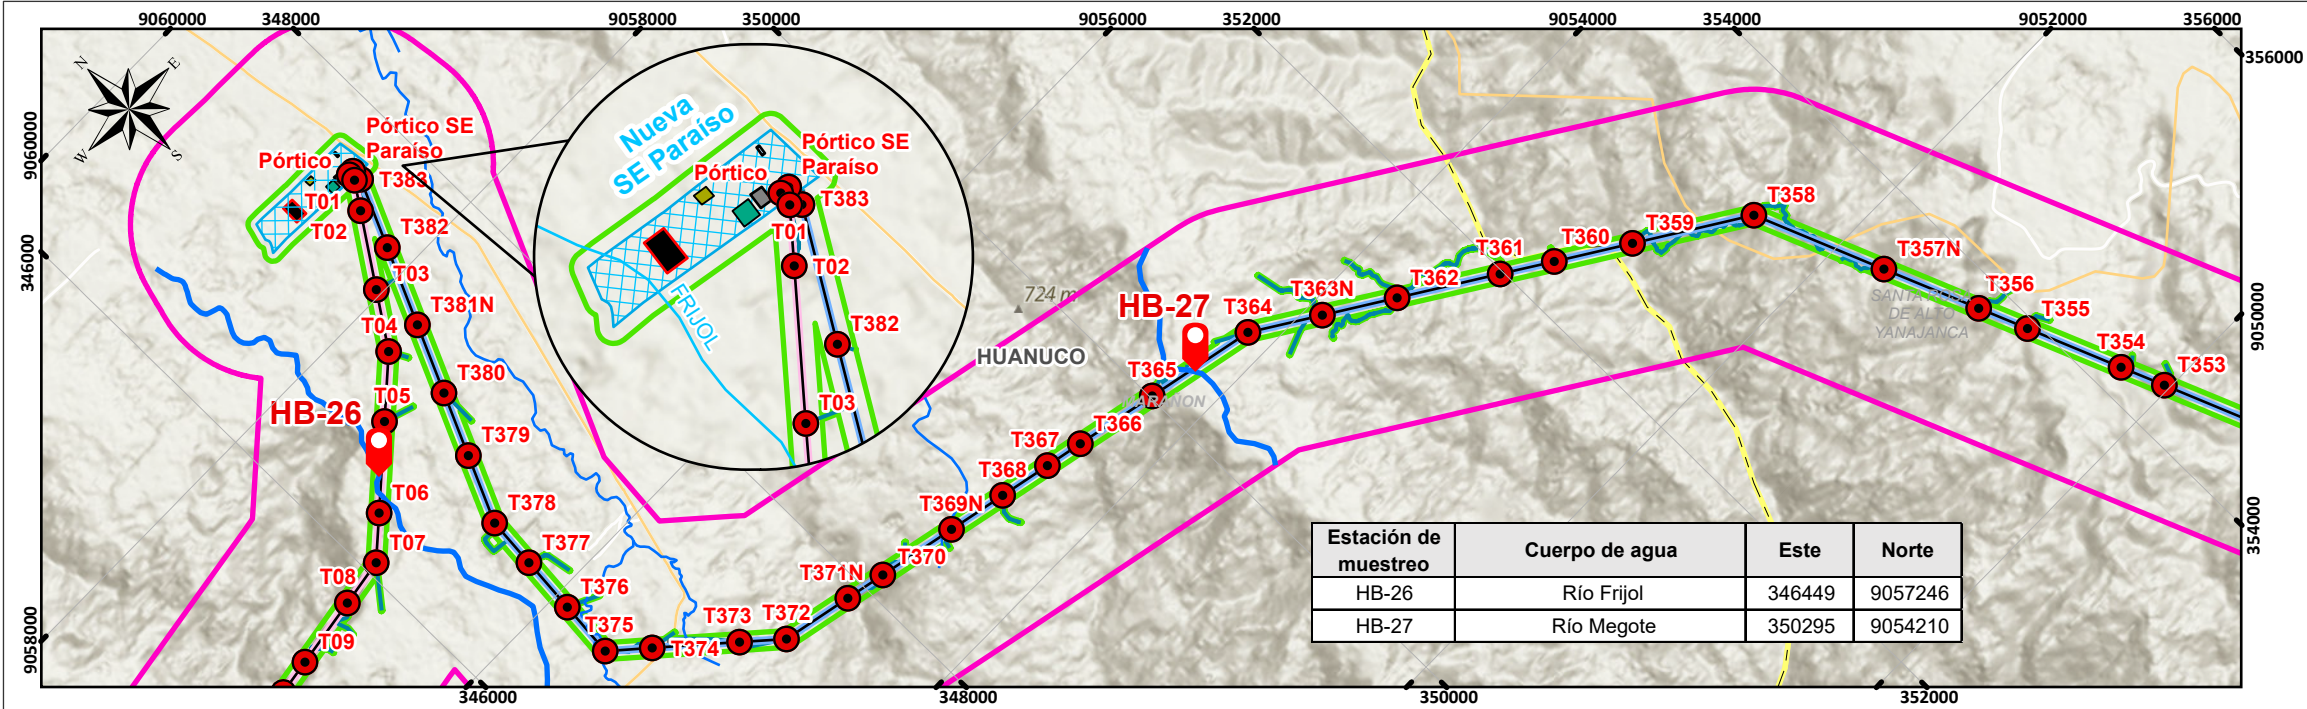 9060000
348000
9058000
350000
9056000
352000
9054000
354000
9052000
356000
356000
N
E
W
S
9060000
346000
9058000
9050000
354000
Pórtico SE
Paraíso
Pórtico
T383
T01
T02
T382
T03
T381N
T04
T380
T05
HB-26
T379
T06
T378
T07
T377
T08
T376
T09
T375
T374
T373
T372
T371N
T370
T369N
T368
T367
T366
T365
HB-27
T364
T363N
T362
T361
T360
T359
T358
T357N
T356
T355
T354
T353
Nueva
SE Paraíso
Pórtico SE
Paraíso
Pórtico
T383
T01
T02
T382
T03
FRIJOL
724 m
HUANUCO
DE ALTO
YANAJANCA
Estación de
muestreo
Cuerpo de agua
Este
Norte
HB-26
Río Frijol
346449
9057246
HB-27
Río Megote
350295
9054210
346000
348000
350000
352000